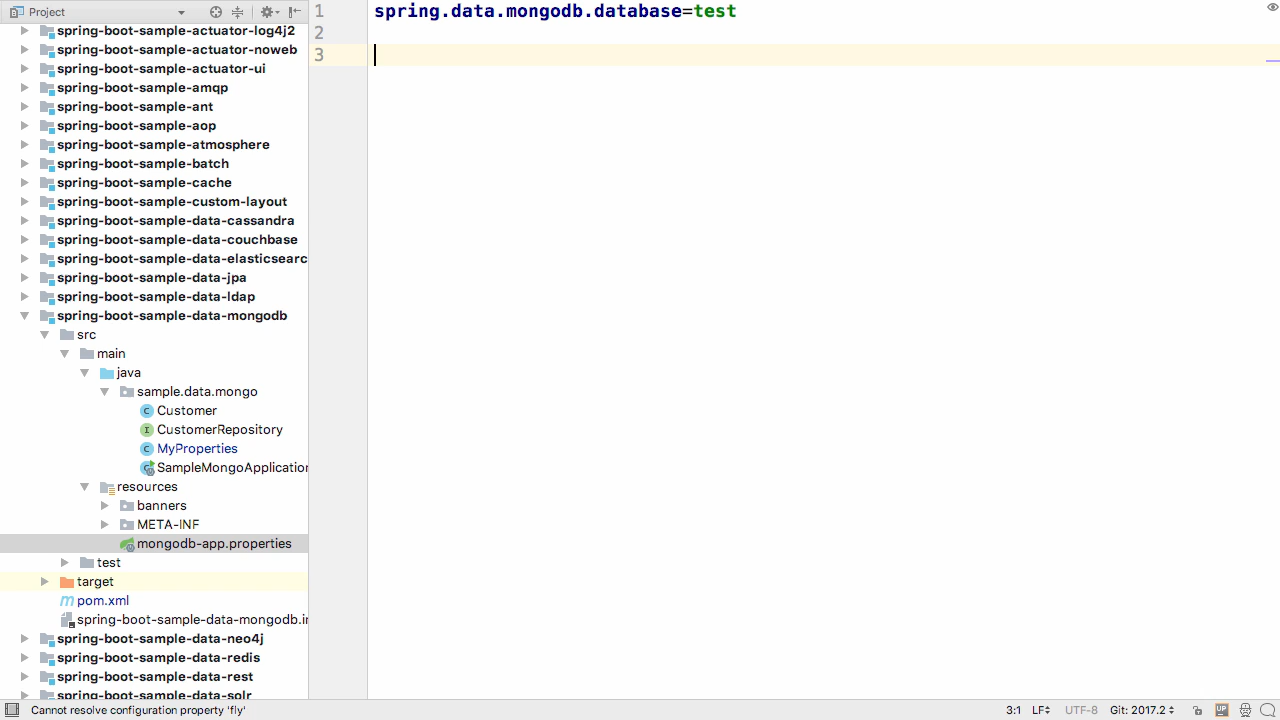 Project
spring-boot-sample-actuator-log4j2
spring-boot-sample-actuator-noweb
spring-boot-sample-actuator-ui
spring-boot-sample-amqp
spring-boot-sample-ant
spring-boot-sample-aop
spring-boot-sample-atmosphere
spring-boot-sample-batch
spring-boot-sample-cache
spring-boot-sample-custom-layout
spring-boot-sample-data-cassandra
spring-boot-sample-data-couchbase
spring-boot-sample-data-elasticsearc
spring-boot-sample-data-jpa
spring-boot-sample-data-ldap
spring-boot-sample-data-mongodb
src
main
java
sample.data.mongo
C Customer
I CustomerRepository
C MyProperties
C SampleMongoApplication
resources
banners
META-INF
mongodb-app.properties
test
target
m pom.xml
spring-boot-sample-data-mongodb.i
spring-boot-sample-data-neo4j
spring-boot-sample-data-redis
spring-boot-sample-data-rest
spring-boot-sample-data-solr
1 spring.data.mongodb.database=test
2
3
Cannot resolve configuration property 'fly'
3:1 LF UTF-8 Git: 2017.2 UP